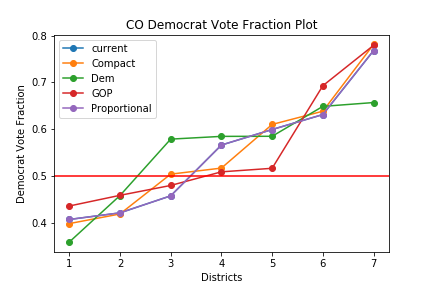 CO Democrat Vote Fraction Plot
0.8
0.7
0.6
0.5
0.4
Democrat Vote Fraction
current
Compact
Dem
GOP
Proportional
1 2 3 4 5 6 7
Districts